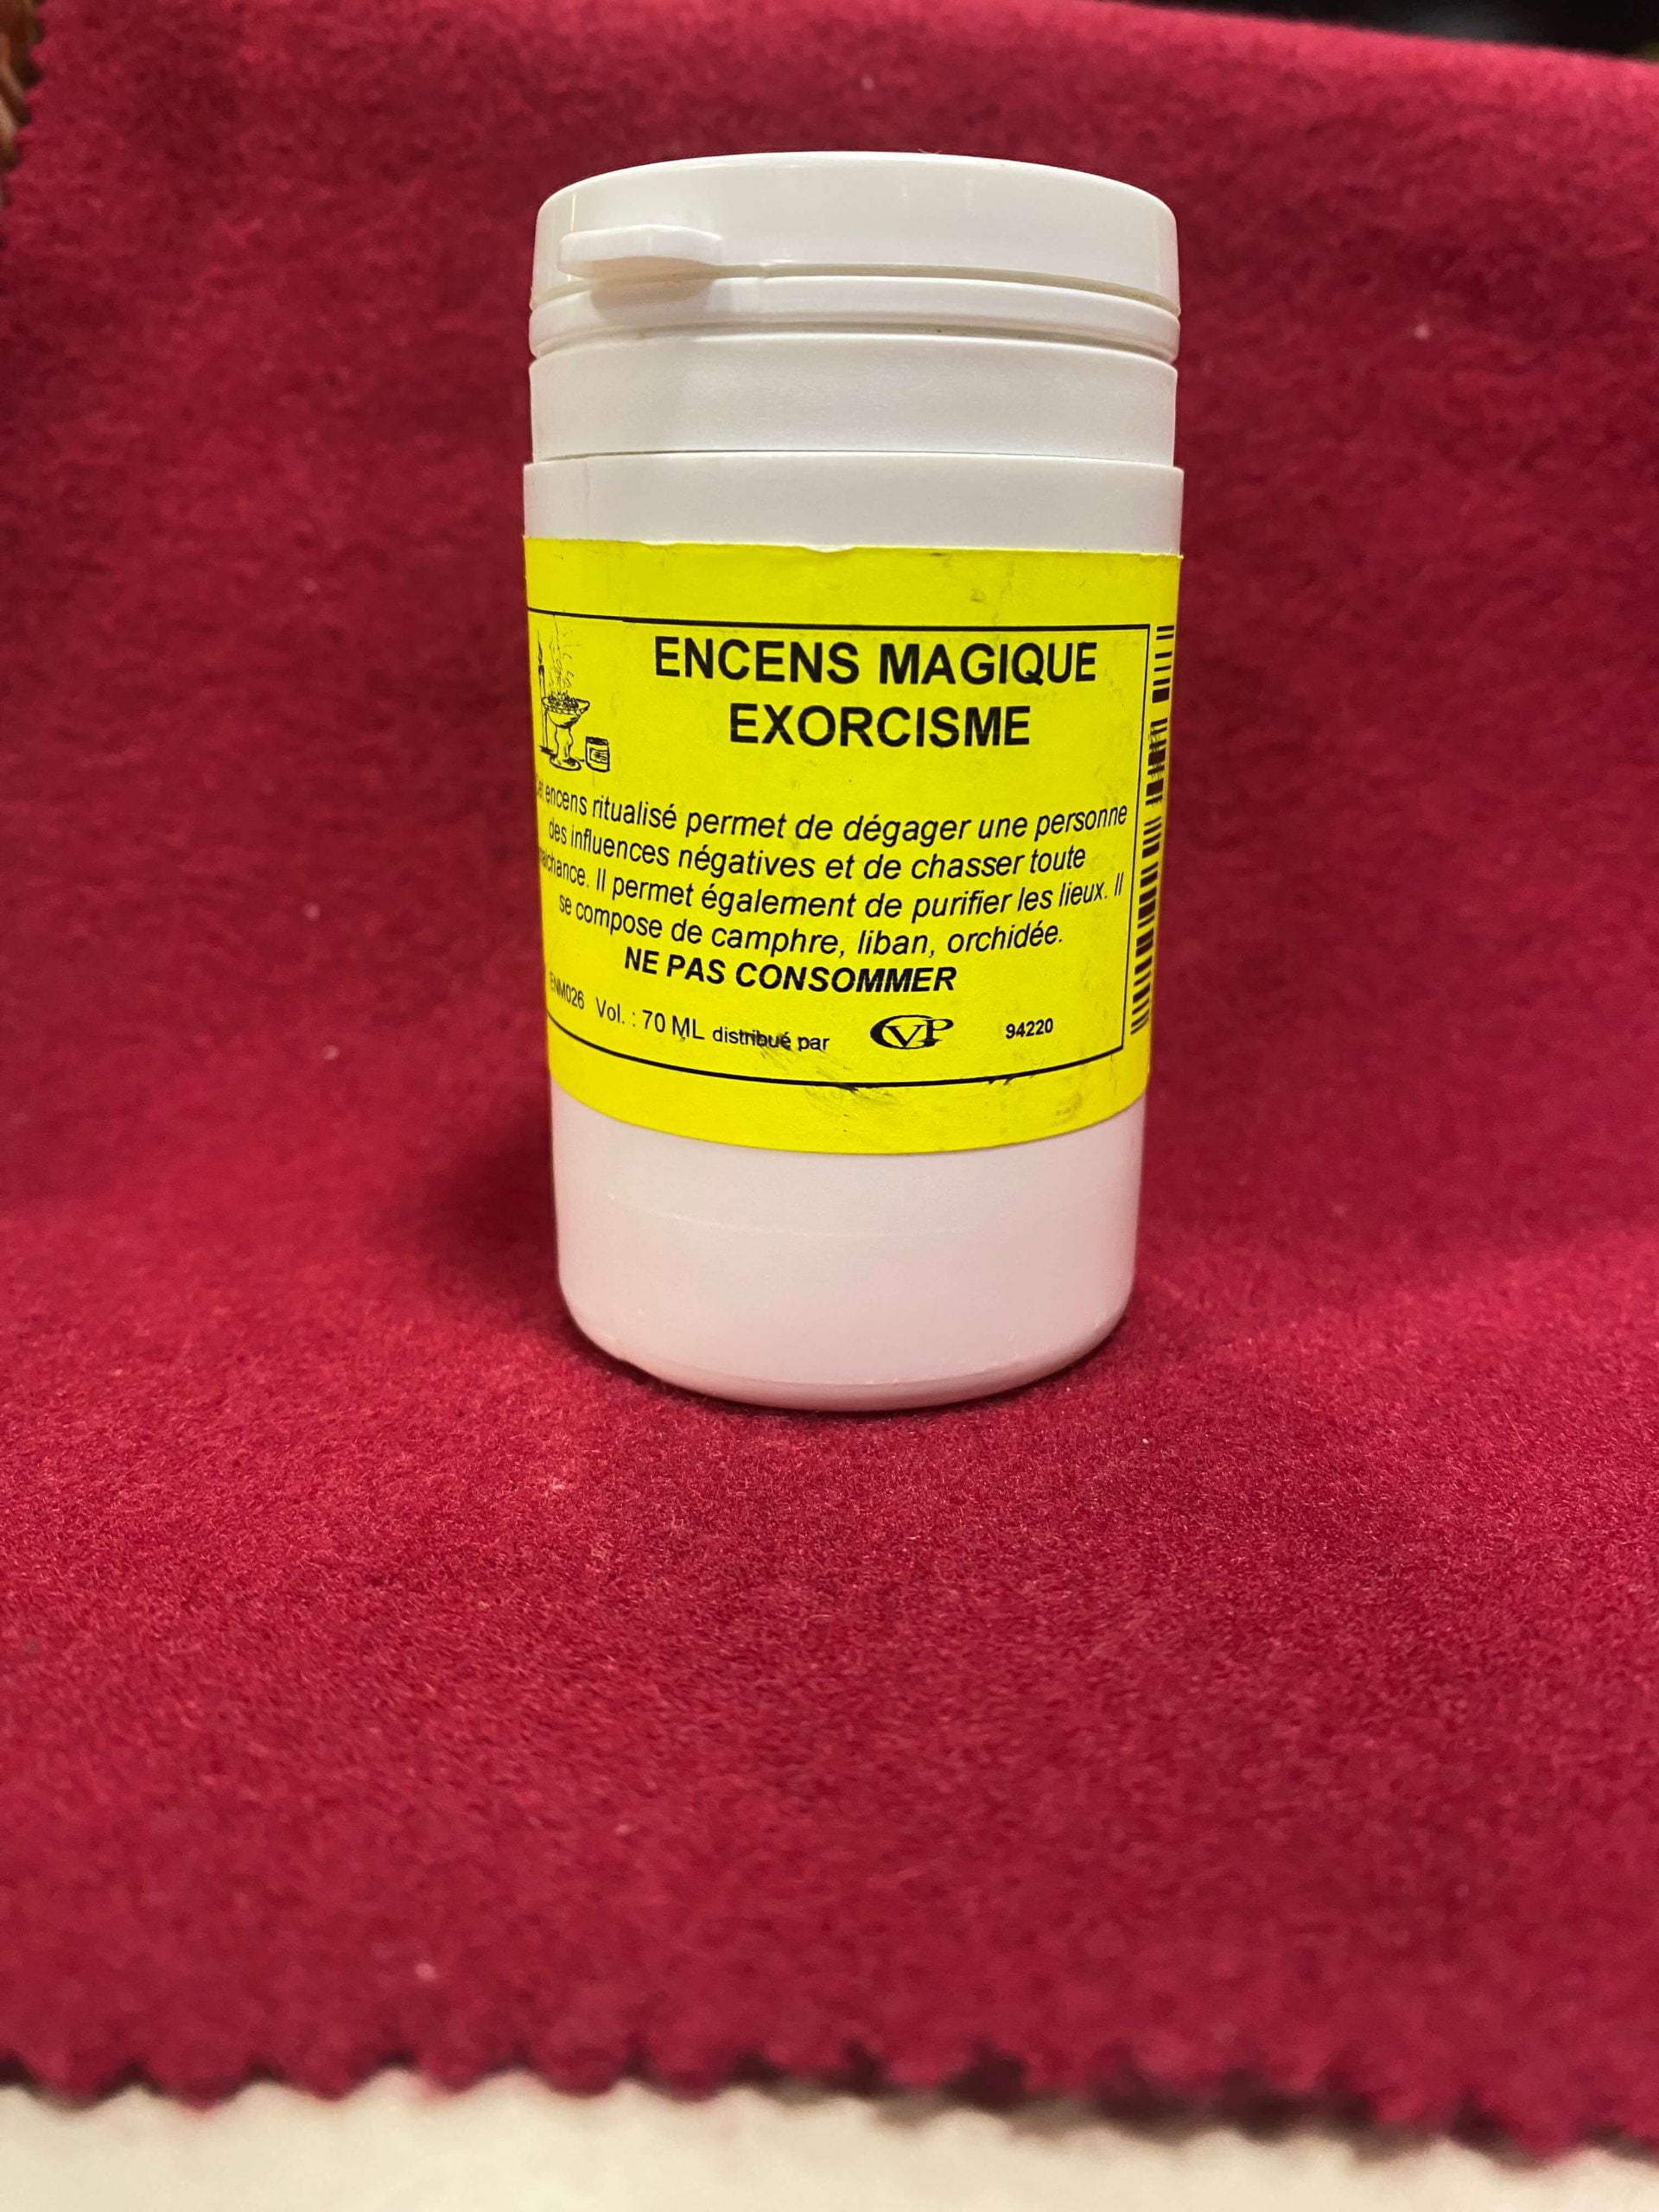 ENCENS MAGIQUE
EXORCISME
encens ritualisé permet de dégager une personne
des influences négatives et de chasser toute
malchance. Il permet également de purifier les lieux. Il
se compose de camphre, liban, orchidée.
NE PAS CONSOMMER
ENM026 Vol. : 70 ML distribué par CVP 94220